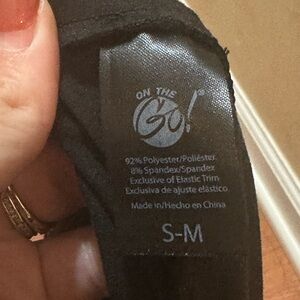 ON THE
Go!
92% Polyester/Poliéster
8% Spandex/Spandex
Exclusive of Elastic Trim
Exclusiva de ajuste elástico
Made in/Hecho en China
S-M